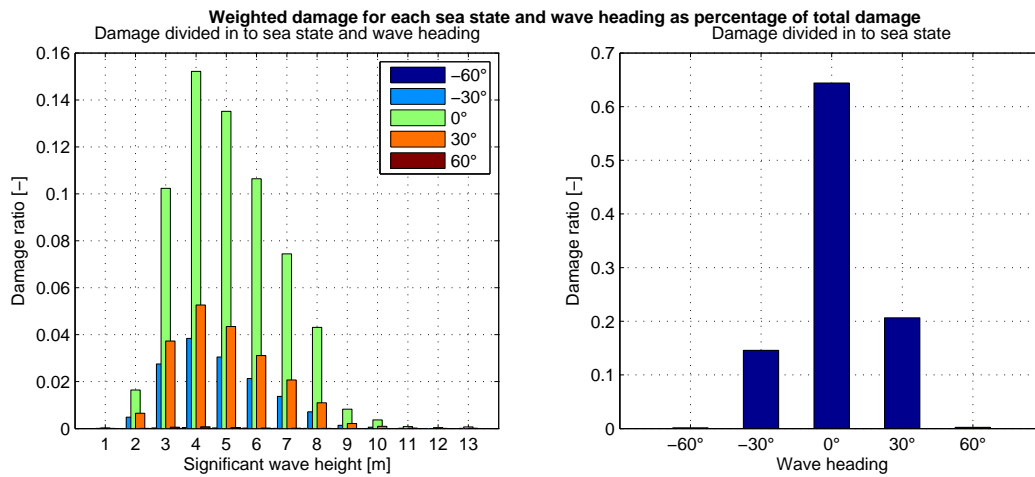 Weighted damage for each sea state and wave heading as percentage of total damage
Damage divided in to sea state and wave heading
0.16
0.14
0.12
0.1
0.08
0.06
0.04
0.02
0
Damage ratio [−]
−60°
−30°
0°
30°
60°
1 2 3 4 5 6 7 8 9 10 11 12 13
Significant wave height [m]
Damage divided in to sea state
0.7
0.6
0.5
0.4
0.3
0.2
0.1
0
Damage ratio [−]
−60° −30° 0° 30° 60°
Wave heading